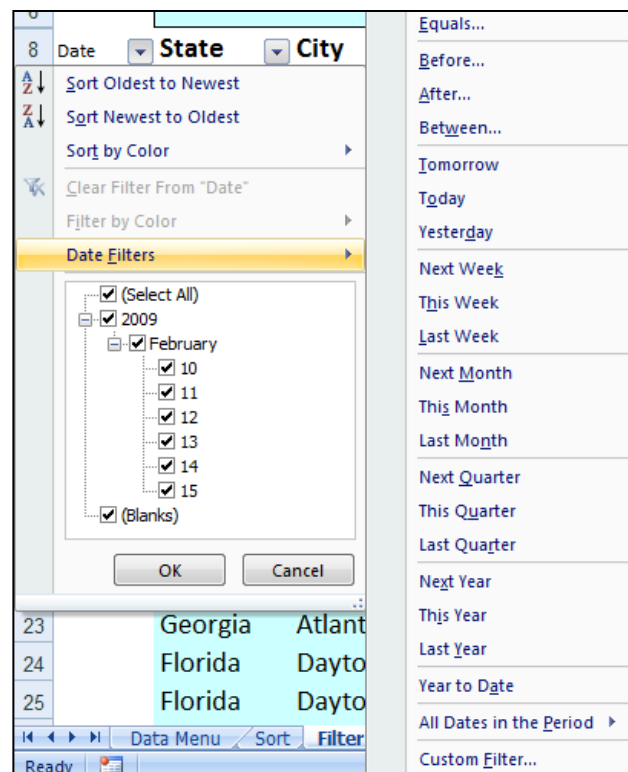 6
8 Date State City
Sort Oldest to Newest
Sort Newest to Oldest
Sort by Color
Clear Filter From "Date"
Filter by Color
Date Filters
(Select All)
2009
February
10
11
12
13
14
15
(Blanks)
OK Cancel
23 Georgia Atlant
24 Florida Dayto
25 Florida Dayto
Data Menu Sort Filter
Ready
Equals...
Before...
After...
Between...
Tomorrow
Today
Yesterday
Next Week
This Week
Last Week
Next Month
This Month
Last Month
Next Quarter
This Quarter
Last Quarter
Next Year
This Year
Last Year
Year to Date
All Dates in the Period
Custom Filter...